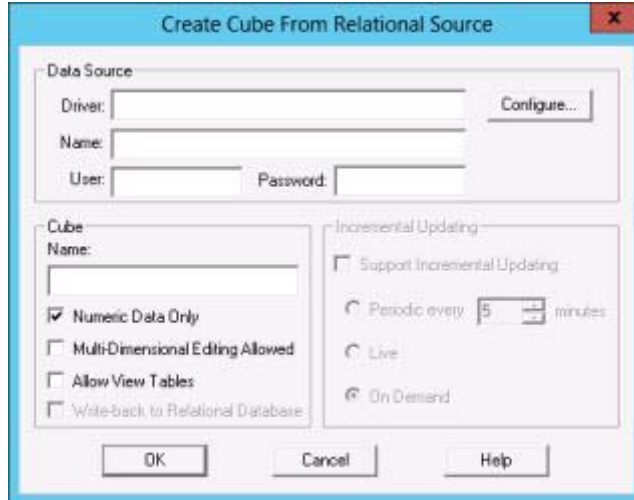 Create Cube From Relational Source
x
Data Source
Driver:
Configure...
Name:
User:
Password:
Cube
Name:
Numeric Data Only
Multi-Dimensional Editing Allowed
Allow View Tables
Write-back to Relational Database
Incremental Updating
Support Incremental Updating
Periodic every 5 minutes
Live
On Demand
OK
Cancel
Help